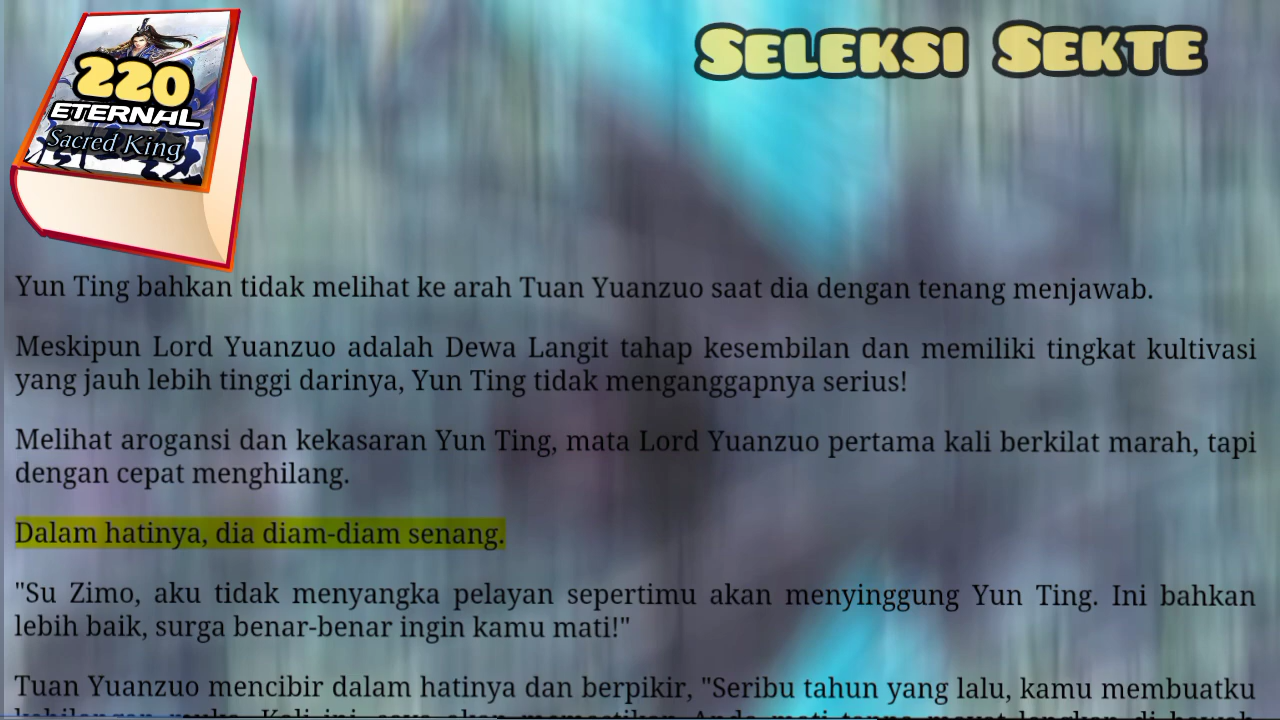 Seleksi Sekte
220
ETERNAL
Sacred King
Yun Ting bahkan tidak melihat ke arah Tuan Yuanzuo saat dia dengan tenang menjawab.
Meskipun Lord Yuanzuo adalah Dewa Langit tahap kesembilan dan memiliki tingkat kultivasi
yang jauh lebih tinggi darinya, Yun Ting tidak menganggapnya serius!
Melihat arogansi dan kekasaran Yun Ting, mata Lord Yuanzuo pertama kali berkilat marah, tapi
dengan cepat menghilang.
Dalam hatinya, dia diam-diam senang.
"Su Zimo, aku tidak menyangka pelayan sepertimu akan menyinggung Yun Ting. Ini bahkan
lebih baik, surga benar-benar ingin kamu mati!"
Tuan Yuanzuo mencibir dalam hatinya dan berpikir, "Seribu tahun yang lalu, kamu membuatku